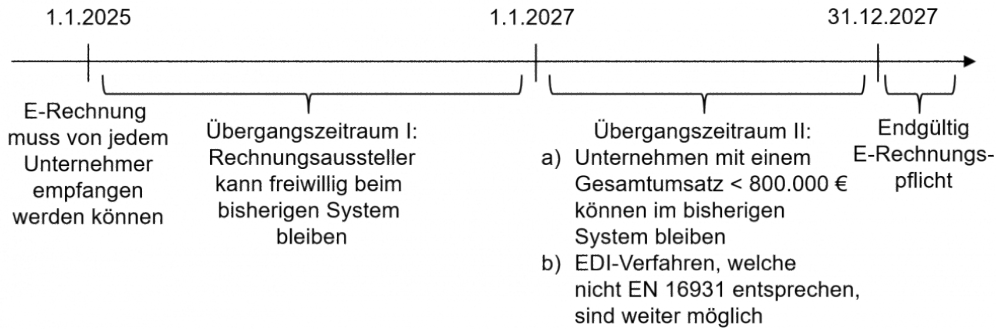 1.1.2025
1.1.2027
31.12.2027
E-Rechnung
muss von jedem
Unternehmer
empfangen
werden können
Übergangszeitraum I:
Rechnungsaussteller
kann freiwillig beim
bisherigen System
bleiben
Übergangszeitraum II:
a) Unternehmen mit einem
Gesamtumsatz < 800.000 €
können im bisherigen
System bleiben
b) EDI-Verfahren, welche
nicht EN 16931 entsprechen,
sind weiter möglich
Endgültig
E-Rechnungs-
pflicht